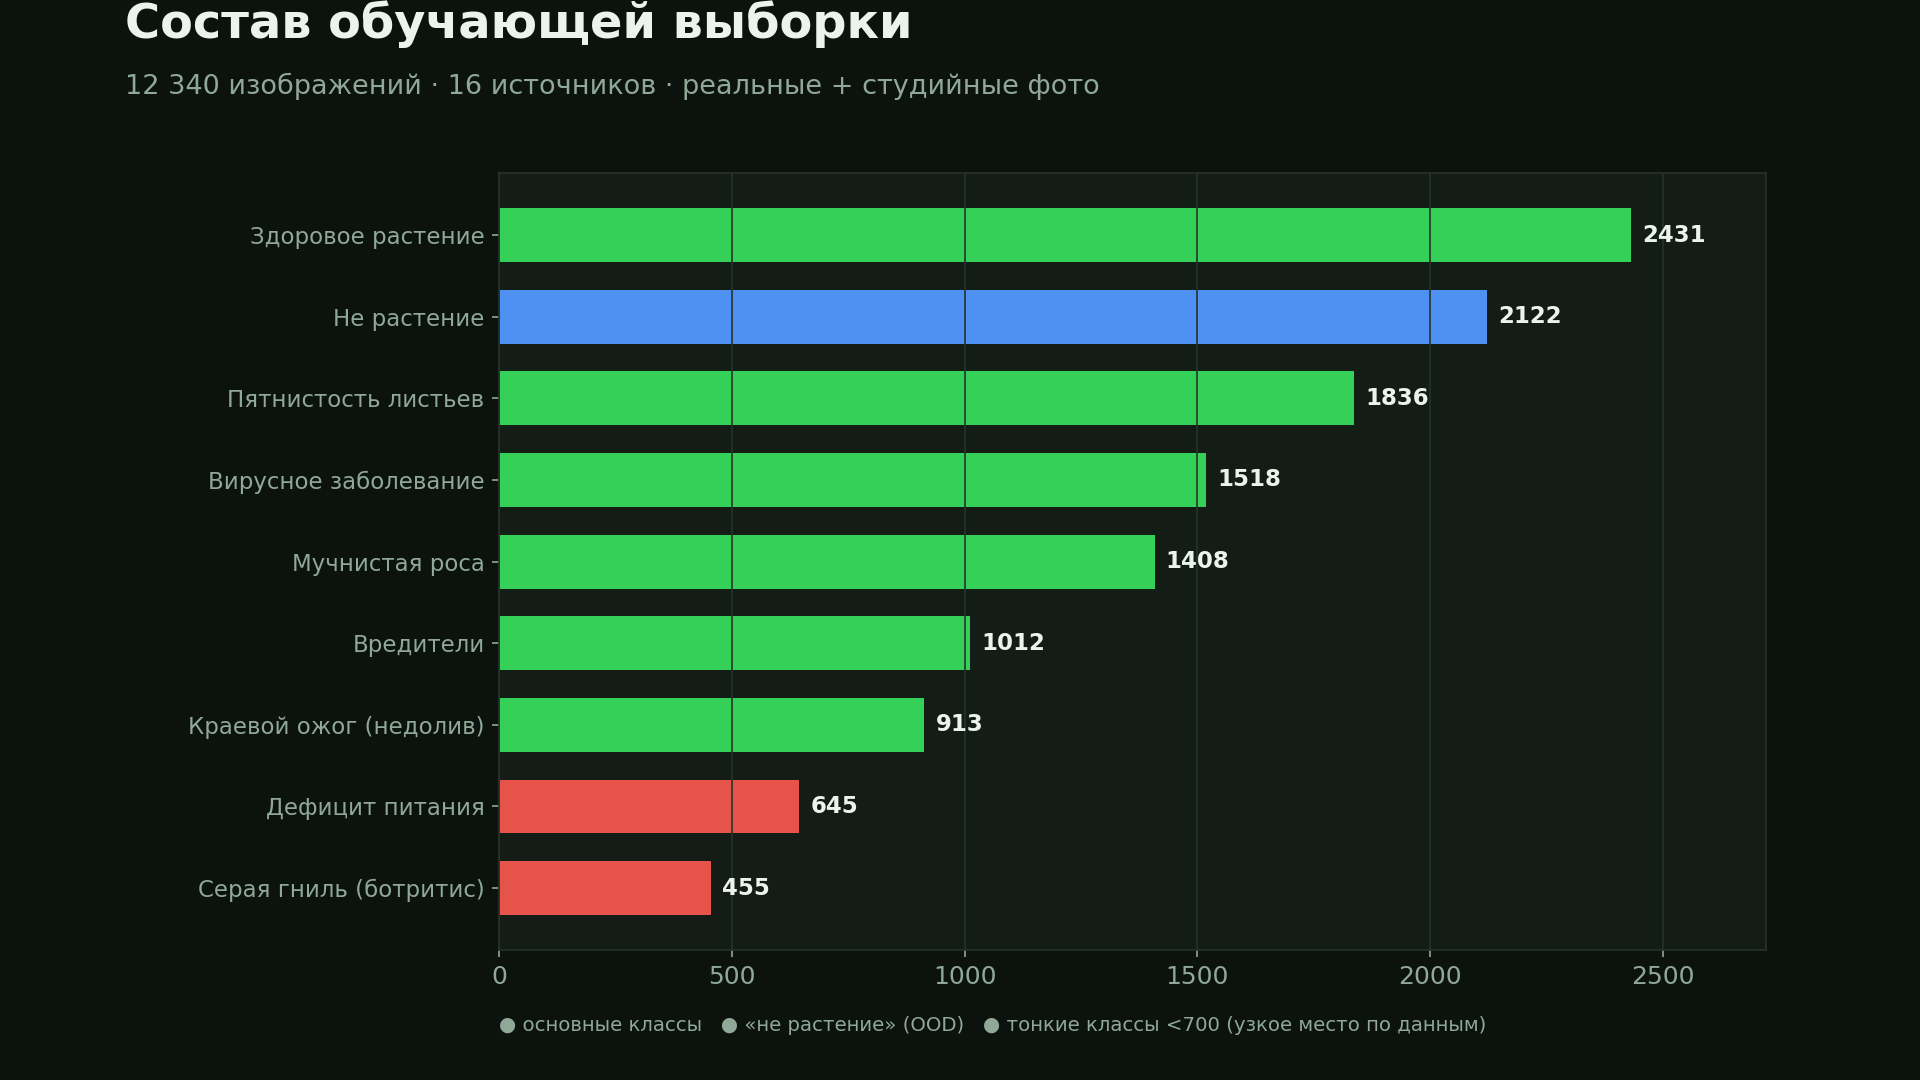 Состав обучающей выборки
12 340 изображений · 16 источников · реальные + студийные фото
Здоровое растение 2431
Не растение 2122
Пятнистость листьев 1836
Вирусное заболевание 1518
Мучнистая роса 1408
Вредители 1012
Краевой ожог (недолив) 913
Дефицит питания 645
Серая гниль (ботритис) 455
0 500 1000 1500 2000 2500
● основные классы ● «не растение» (OOD) ● тонкие классы <700 (узкое место по данным)